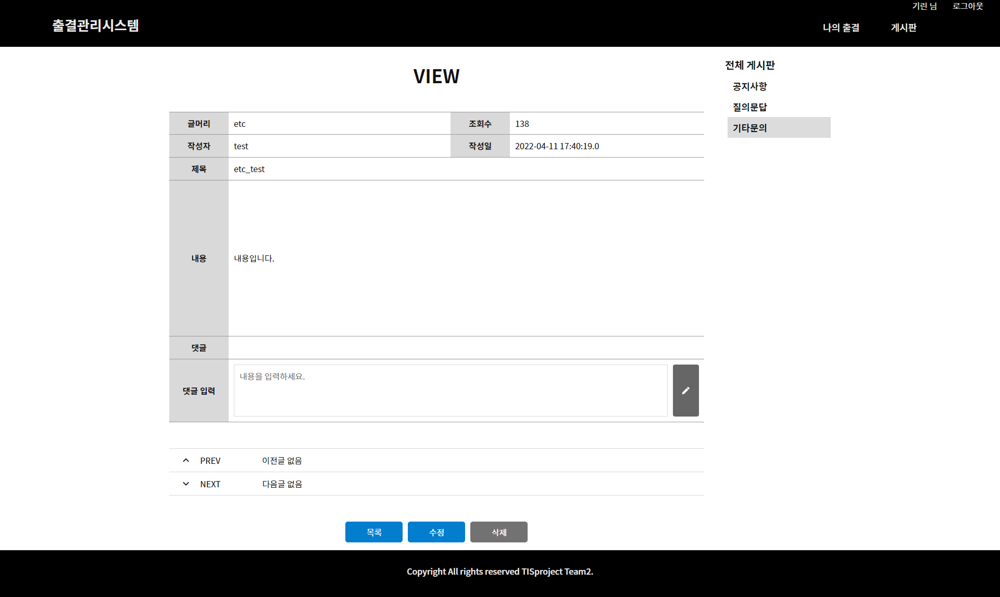 기린 님 로그아웃
출결관리시스템 나의 출결 게시판
VIEW
글머리 etc 조회수 138
작성자 test 작성일 2022-04-11 17:40:19.0
제목 etc_test
내용 내용입니다.
댓글
댓글 입력 내용을 입력하세요.
PREV 이전글 없음
NEXT 다음글 없음
목록 수정 삭제
전체 게시판
공지사항
질의문답
기타문의
Copyright All rights reserved TISproject Team2.